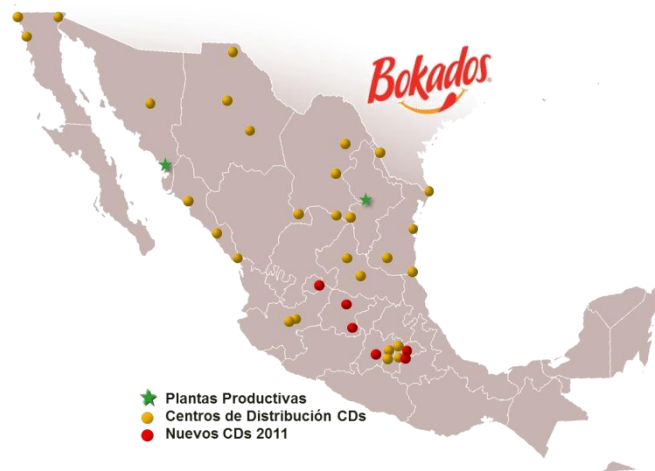 Bokados
Plantas Productivas
Centros de Distribución CDs
Nuevos CDs 2011